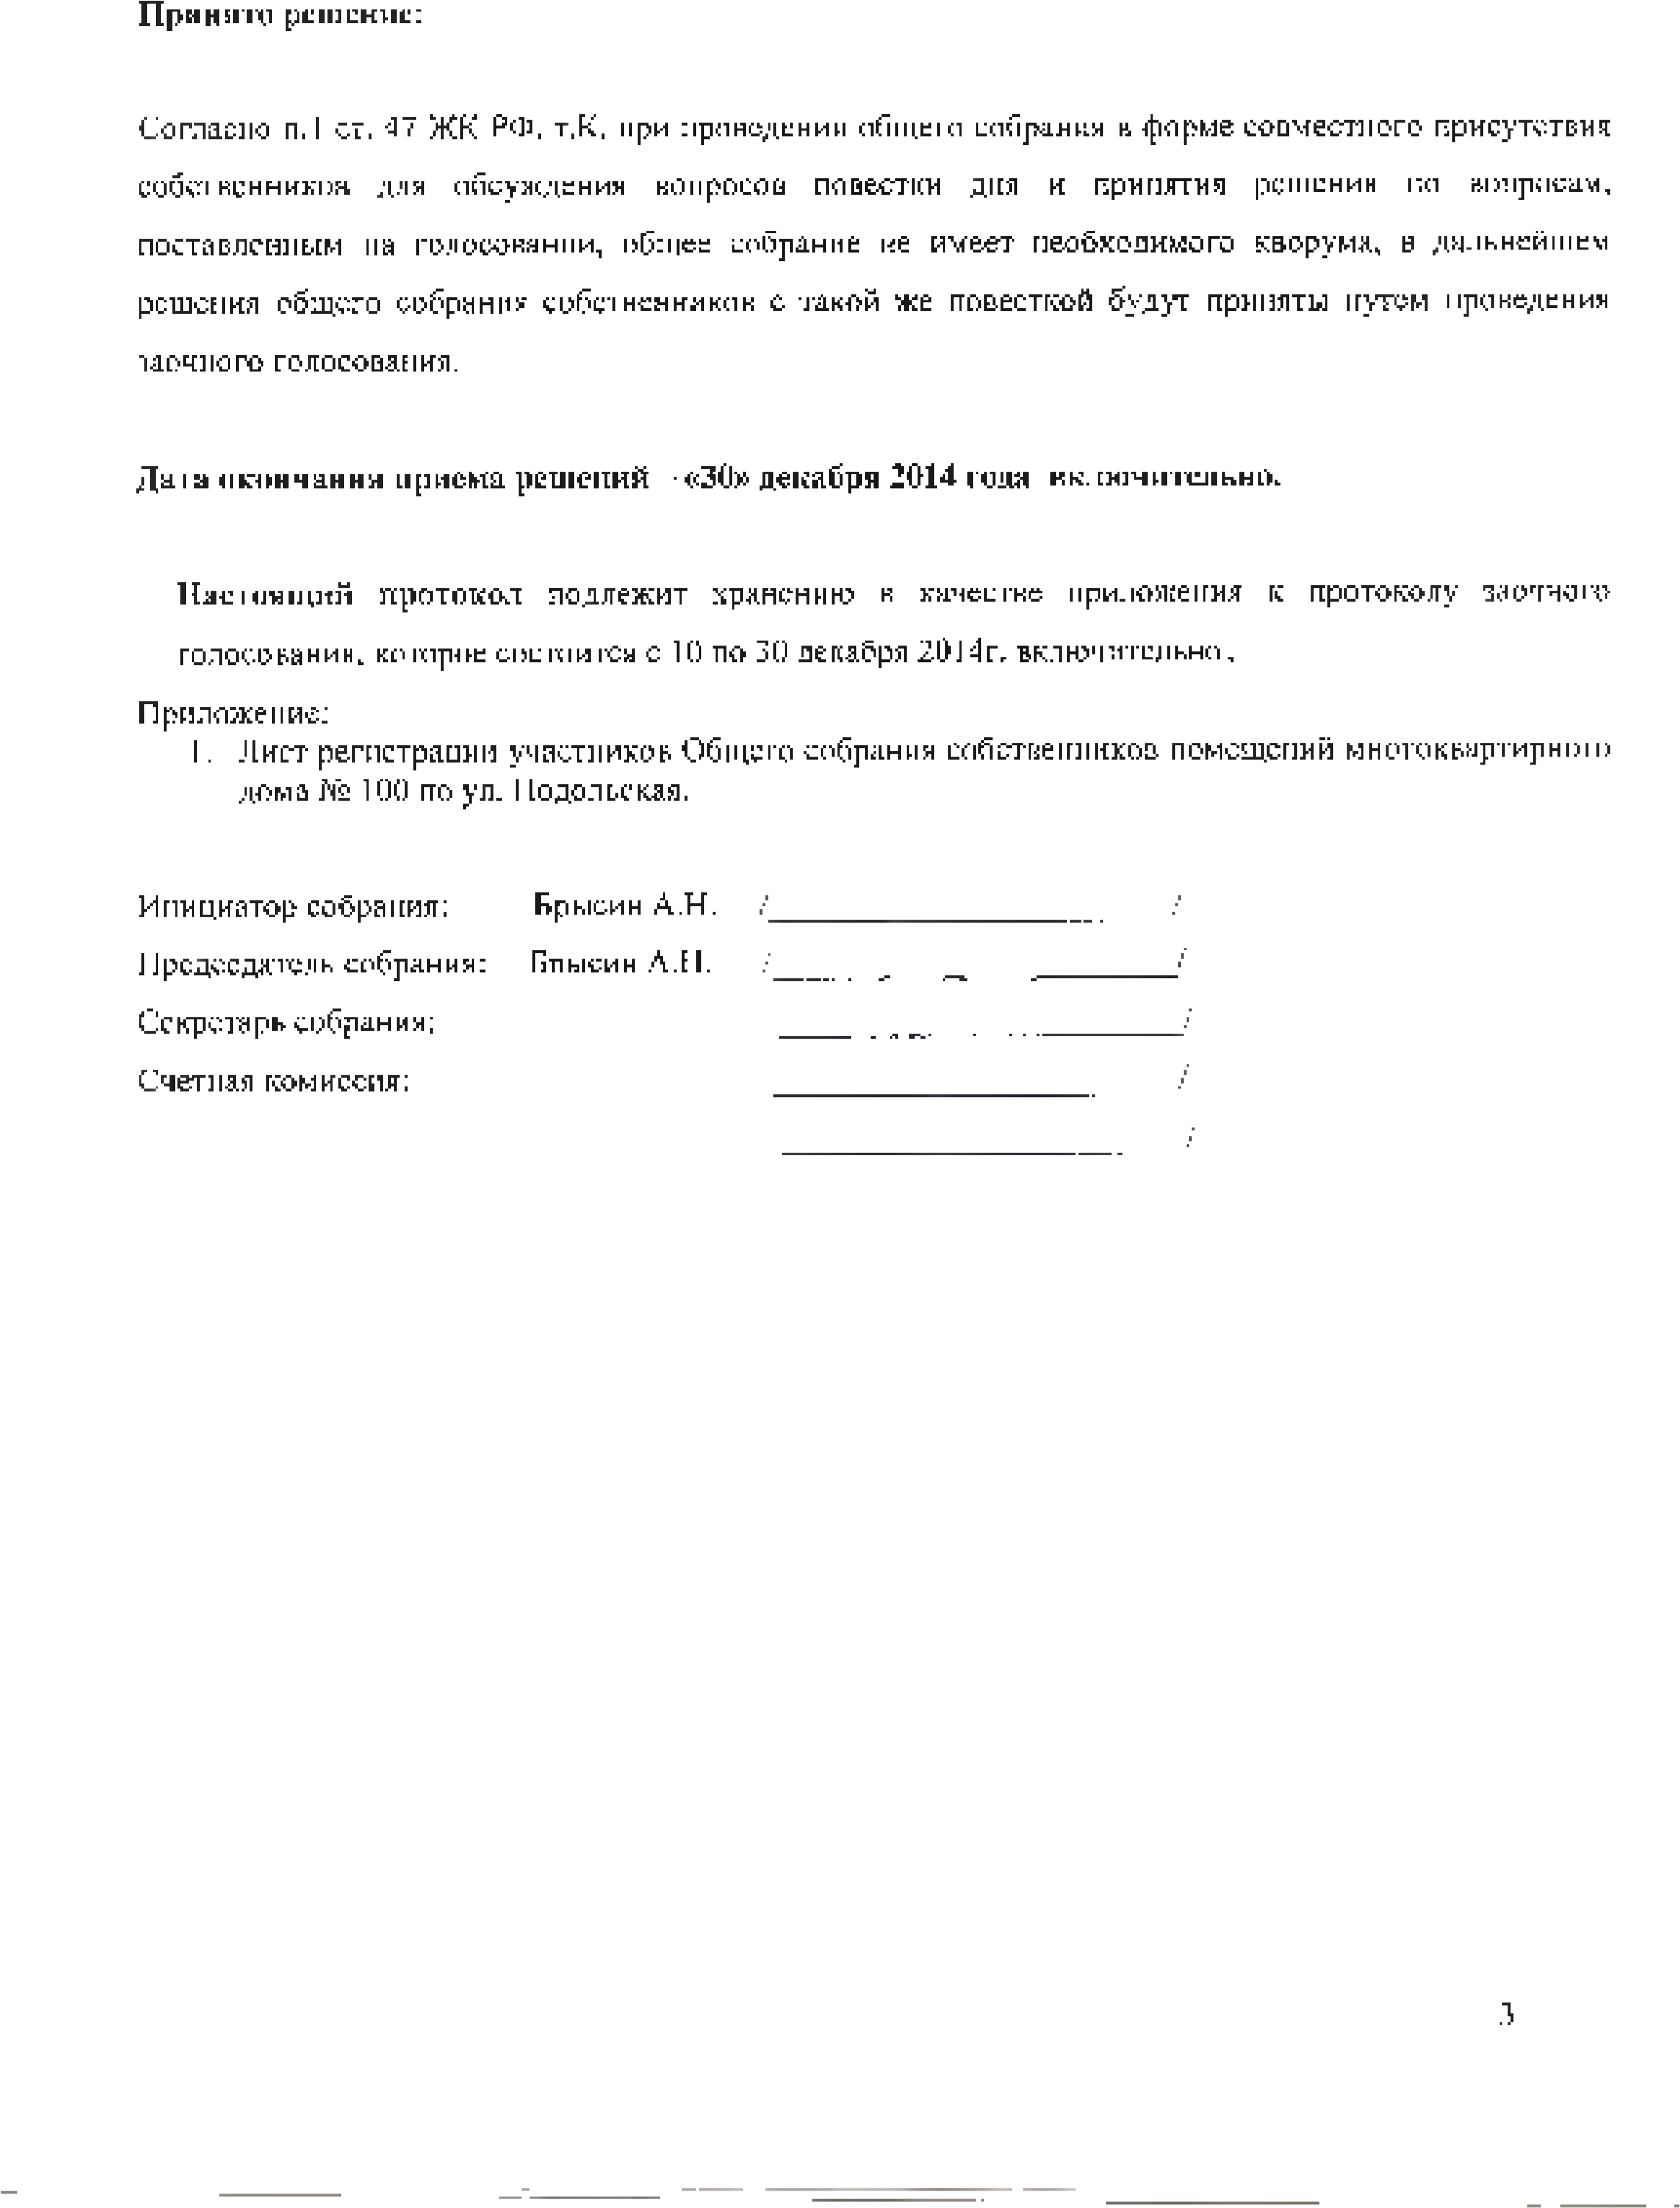 Принято решение:
Согласно п.1 ст. 47 ЖК РФ, т.К. при проведении общего собрания в форме совместного присутствия
собственников для обсуждения вопросов повестки дня и принятия решения по вопросам,
поставленным на голосовании, общее собрание не имеет необходимого кворума, в дальнейшем
решения общего собрания собственников с такой же повесткой будут приняты путем проведения
заочного голосования.
Дата окончания приема решений - «30» декабря 2014 года включительно.
Настоящий протокол подлежит хранению в качестве приложения к протоколу заочного
голосования, которое состоится с 10 по 30 декабря 2014г. включительно.
Приложение:
1. Лист регистрации участников Общего собрания собственников помещений многоквартирного
дома № 100 по ул. Подольская.
Инициатор собрания: Брысин А.Н. / /
Председатель собрания: Брысин А.Н. / /
Секретарь собрания: /
Счетная комиссия: /
/
3